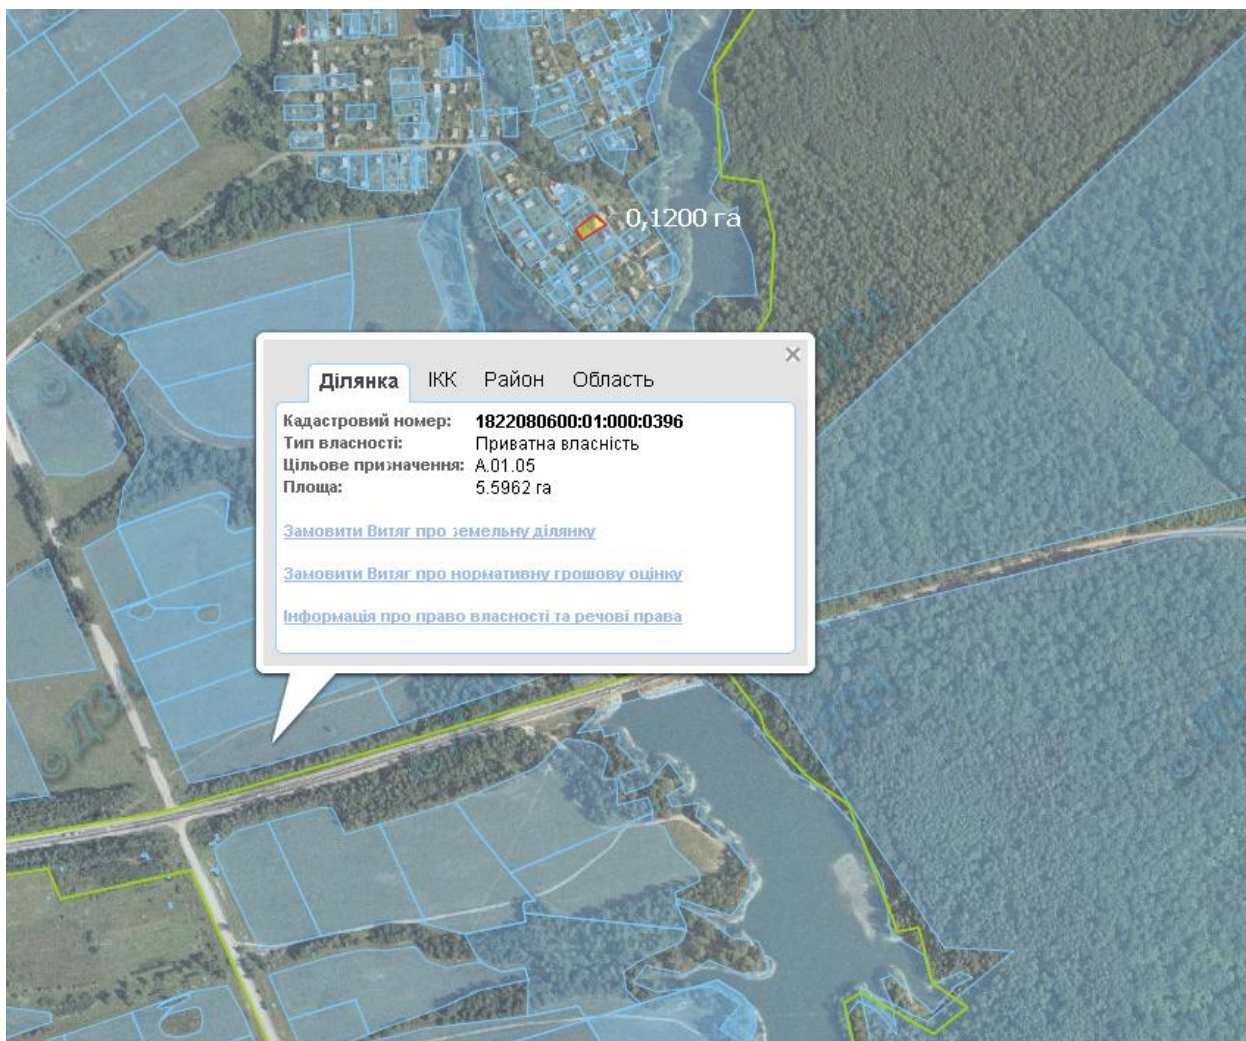 0,1200 га
Ділянка ІКК Район Область
Кадастровий номер: 1822080600:01:000:0396
Тип власності: Приватна власність
Цільове призначення: А.01.05
Площа: 5.5962 га
Замовити Витяг про земельну ділянку
Замовити Витяг про нормативну грошову оцінку
Інформація про право власності та речові права
© ДЗЗА